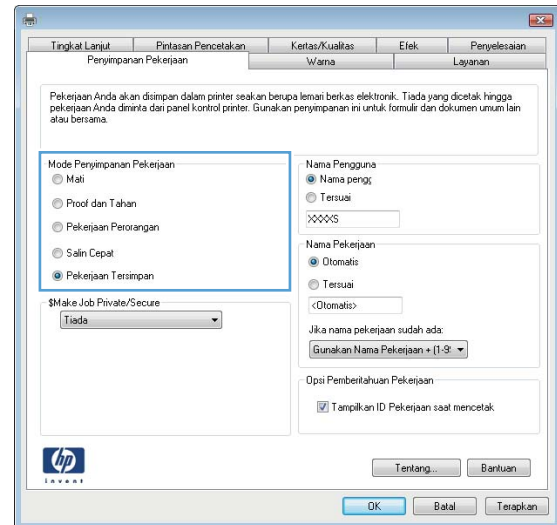 Tingkat Lanjut Pintasan Pencetakan Kertas/Kualitas Efek Penyelesaian
Penyimpanan Pekerjaan Warna Layanan
Pekerjaan Anda akan disimpan dalam printer seakan berupa lemari berkas elektronik. Tiada yang dicetak hingga
pekerjaan Anda diminta dari panel kontrol printer. Gunakan penyimpanan ini untuk formulir dan dokumen umum lain
atau bersama.
Mode Penyimpanan Pekerjaan
Mati
Proof dan Tahan
Pekerjaan Perorangan
Salin Cepat
Pekerjaan Tersimpan
$Make Job Private/Secure
Tiada
Nama Pengguna
Nama peng
Tersuai
XXXXS
Nama Pekerjaan
Otomatis
Tersuai
<Otomatis>
Jika nama pekerjaan sudah ada:
Gunakan Nama Pekerjaan + (1-9
Opsi Pemberitahuan Pekerjaan
Tampilkan ID Pekerjaan saat mencetak
hp
invent
Tentang... Bantuan
OK Batal Terapkan